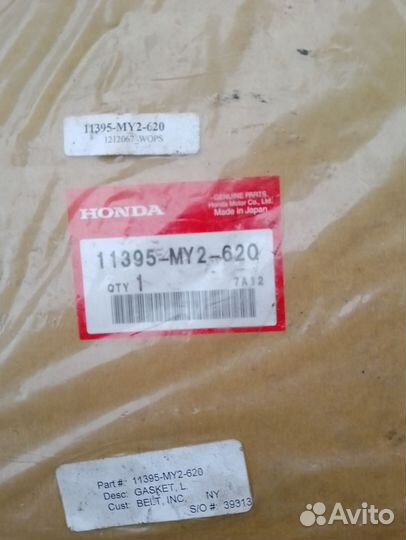 11395-MY2-620
1212067 WOPS
HONDA
GENUINE PARTS
Honda Motor Co., Ltd.
Made in Japan
11395-MY2-620
QTY 1
7A12
Part #: 11395-MY2-620
Desc: GASKET, L.
Cust: BELT, INC, NY
S/O #: 39313
Avito